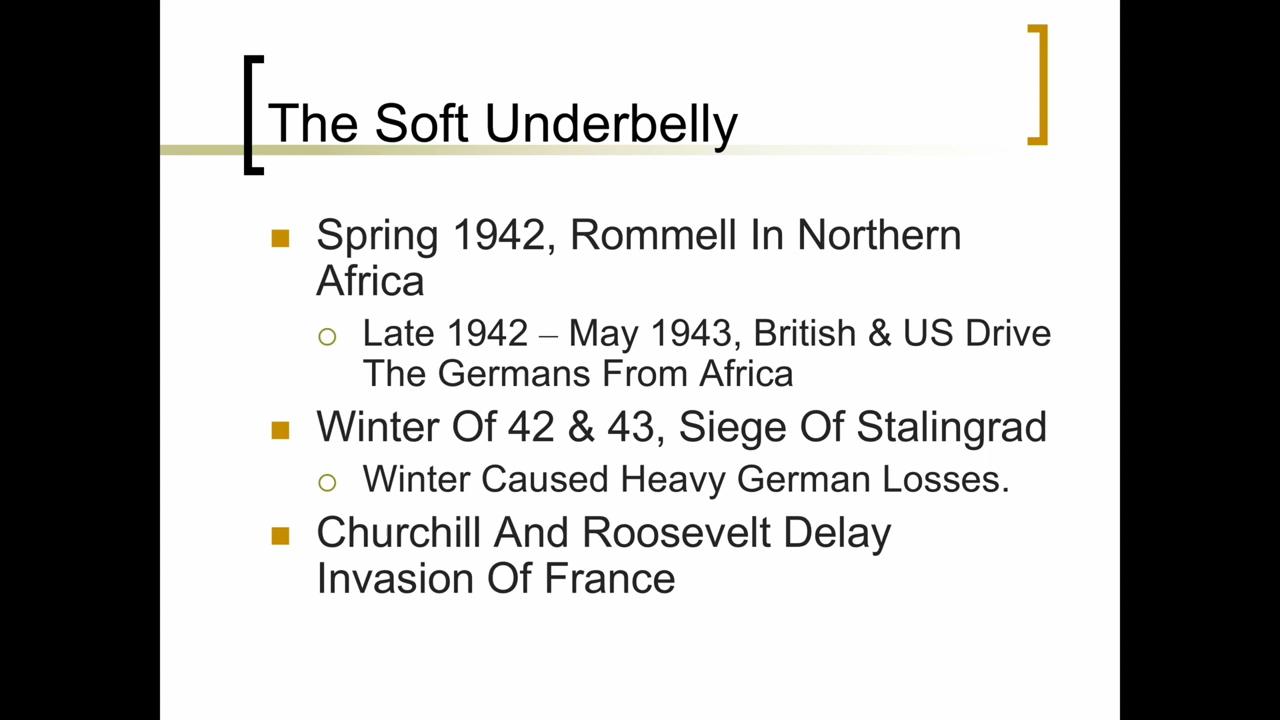 The Soft Underbelly
Spring 1942, Rommell In Northern
Africa
Late 1942 – May 1943, British & US Drive
The Germans From Africa
Winter Of 42 & 43, Siege Of Stalingrad
Winter Caused Heavy German Losses.
Churchill And Roosevelt Delay
Invasion Of France